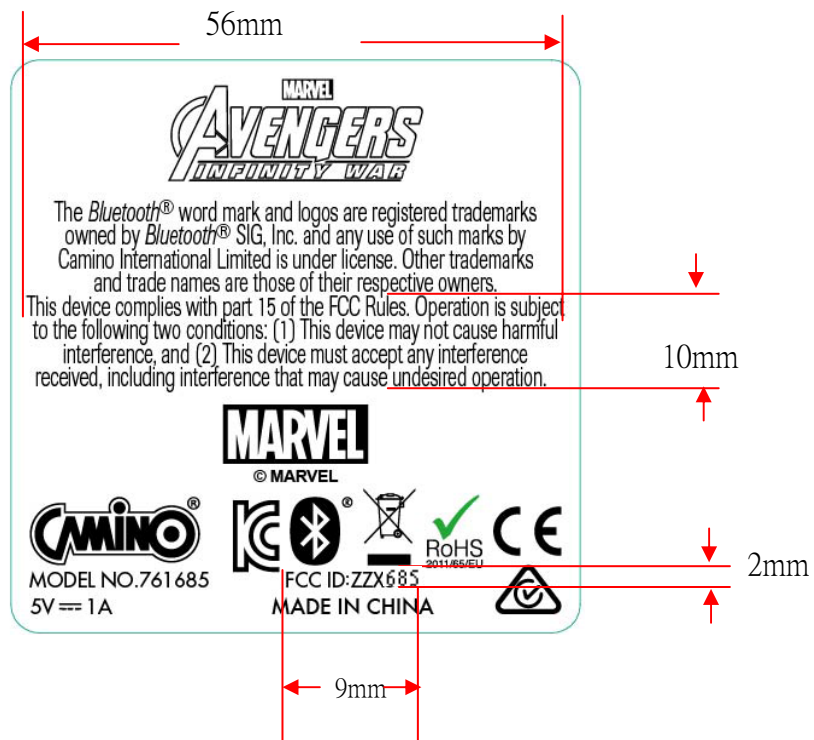 56mm
MARVEL
AVENGERS
INFINITY WAR
The Bluetooth® word mark and logos are registered trademarks
owned by Bluetooth® SIG, Inc. and any use of such marks by
Camino International Limited is under license. Other trademarks
and trade names are those of their respective owners.
This device complies with part 15 of the FCC Rules. Operation is subject
to the following two conditions: (1) This device may not cause harmful
interference, and (2) This device must accept any interference
received, including interference that may cause undesired operation.
10mm
MARVEL
© MARVEL
CAMINO®
KC
®
RoHS
2011/65/EU
CE
MODEL NO.761685
FCC ID:ZZX685
2mm
5V⎓1A
MADE IN CHINA
9mm